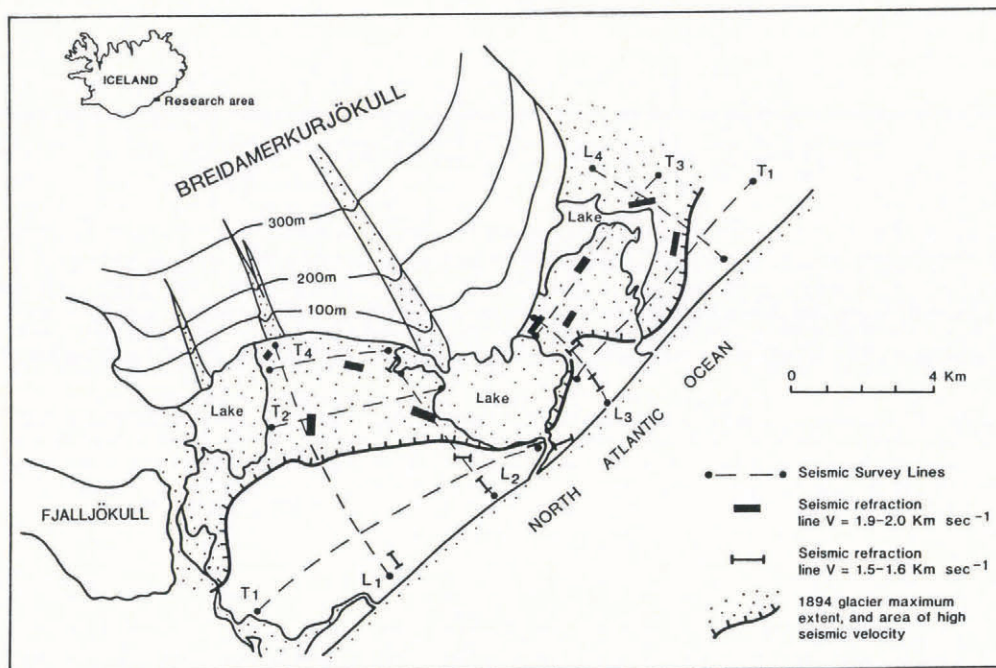 ICELAND
Research area
BREIDAMERKURJÖKULL
300m
200m
100m
L4
T3
T1
Lake
T4
T2
Lake
Lake
L3
L2
L1
T1
FJALLJÖKULL
NORTH ATLANTIC OCEAN
0 4 Km
Seismic Survey Lines
Seismic refraction
line V = 1.9–2.0 Km sec⁻¹
Seismic refraction
line V = 1.5–1.6 Km sec⁻¹
1894 glacier maximum
extent, and area of high
seismic velocity